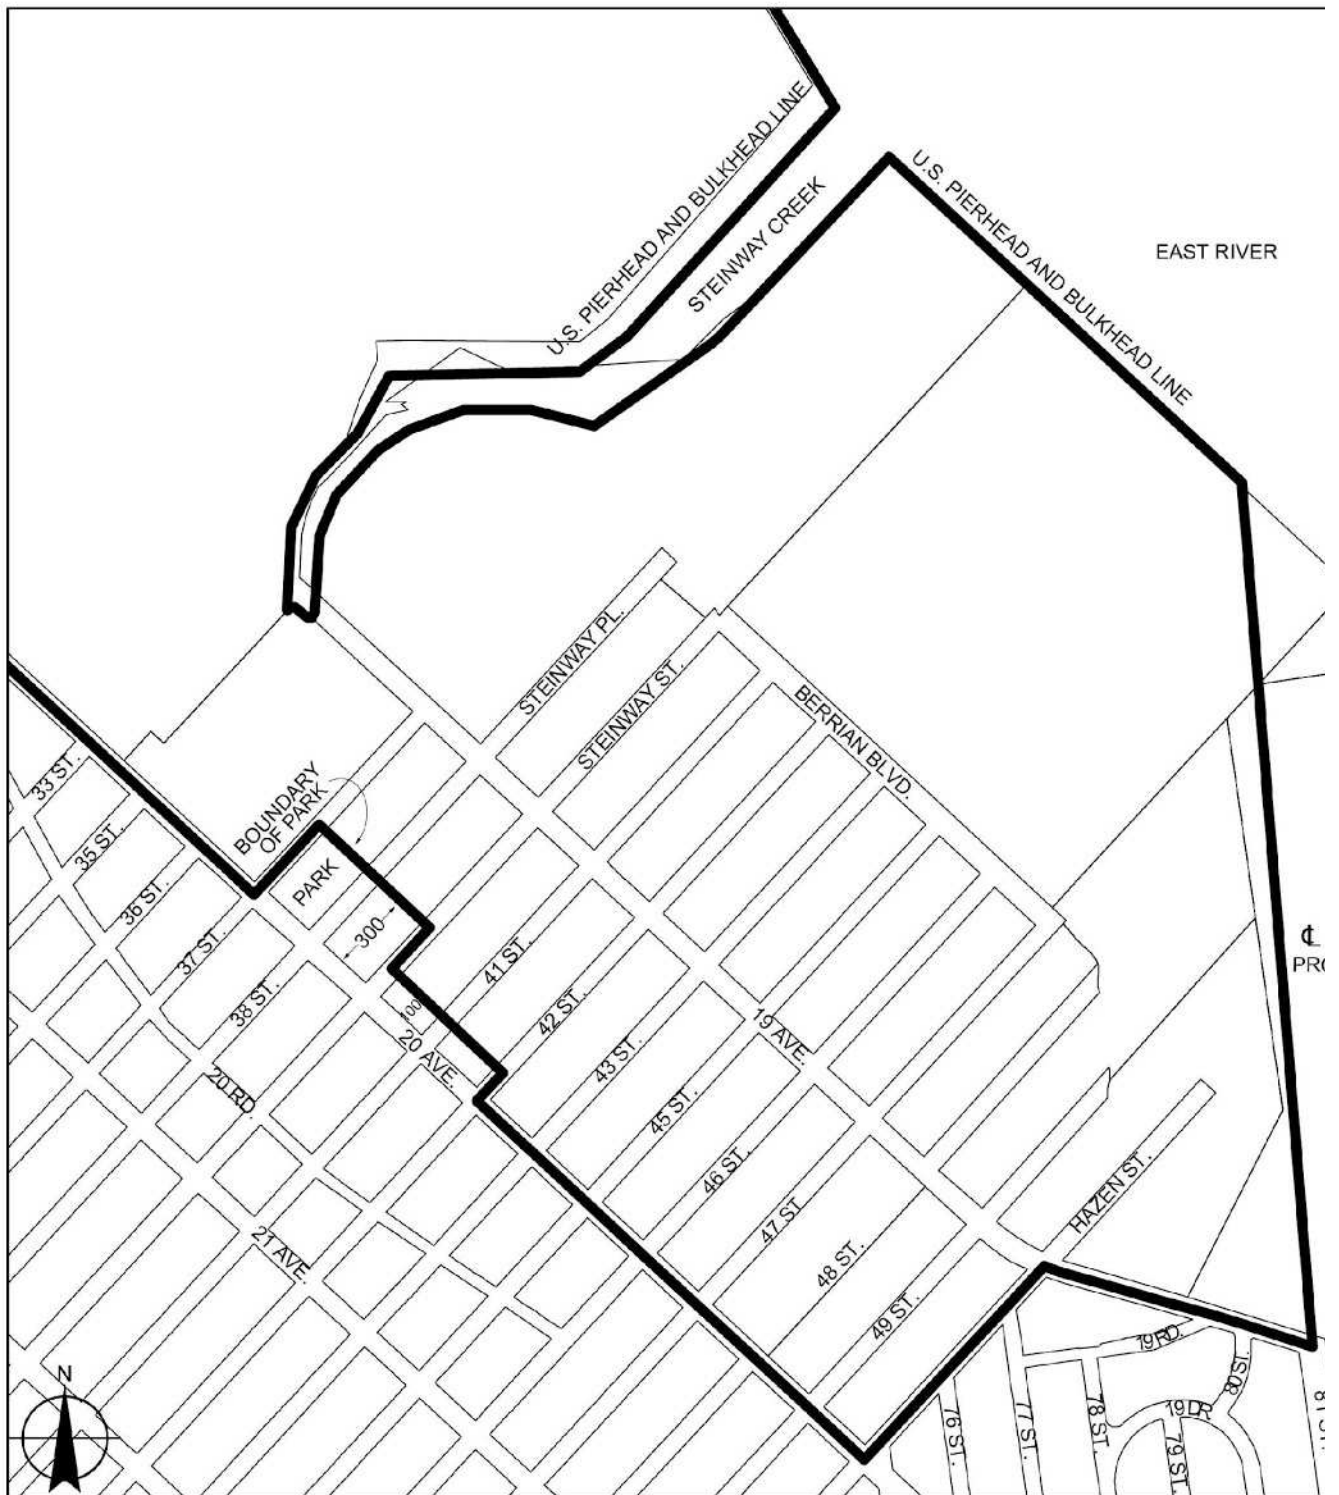 U.S. PIERHEAD AND BULKHEAD LINE
STEINWAY CREEK
U.S. PIERHEAD AND BULKHEAD LINE
EAST RIVER
STEINWAY PL.
STEINWAY ST.
BERRIAN BLVD.
33 ST.
35 ST.
36 ST.
37 ST.
38 ST.
BOUNDARY
OF PARK
PARK
300
100
41 ST.
42 ST.
43 ST.
45 ST.
46 ST.
47 ST
48 ST.
49 ST.
19 AVE.
20 AVE.
20 RD.
21 AVE.
HAZEN ST.
℄
19 RD.
80 ST.
19 DR
76 ST.
77 ST.
78 ST.
79 ST.
81 ST.
N